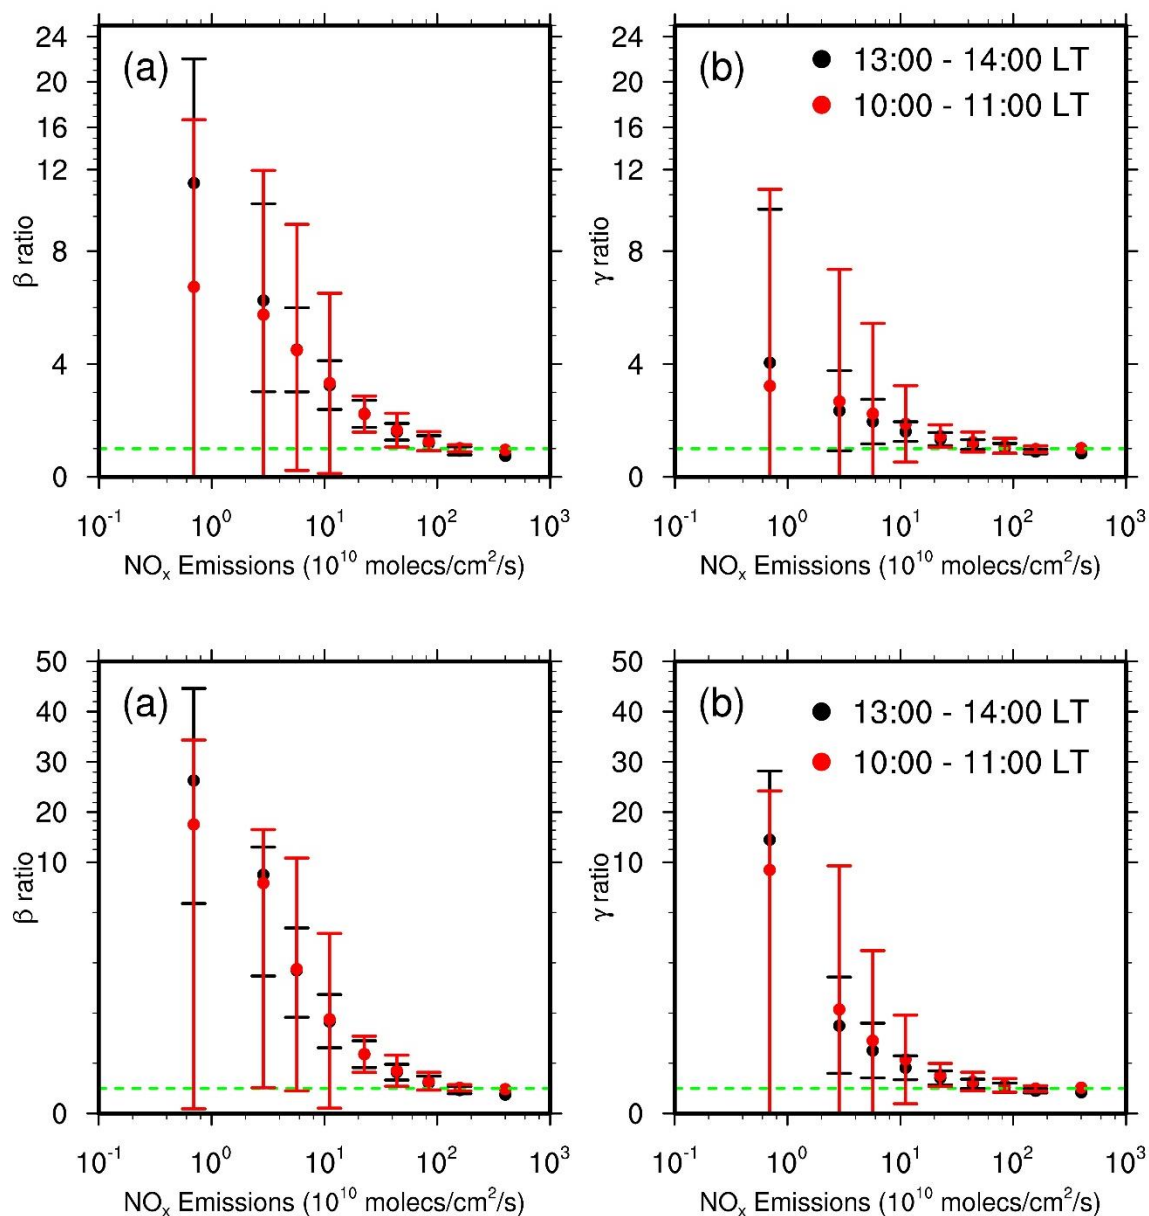 (a)
24
20
16
12
8
4
0
β ratio
10⁻¹ 10⁰ 10¹ 10² 10³
NOₓ Emissions (10¹⁰ molecs/cm²/s)
(b)
13:00 - 14:00 LT
10:00 - 11:00 LT
24
20
16
12
8
4
0
γ ratio
10⁻¹ 10⁰ 10¹ 10² 10³
NOₓ Emissions (10¹⁰ molecs/cm²/s)
(a)
50
40
30
20
10
0
β ratio
10⁻¹ 10⁰ 10¹ 10² 10³
NOₓ Emissions (10¹⁰ molecs/cm²/s)
(b)
13:00 - 14:00 LT
10:00 - 11:00 LT
50
40
30
20
10
0
γ ratio
10⁻¹ 10⁰ 10¹ 10² 10³
NOₓ Emissions (10¹⁰ molecs/cm²/s)